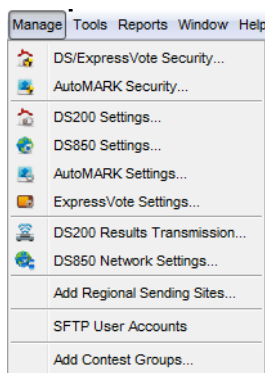 Manage Tools Reports Window Help
DS/ExpressVote Security...
AutoMARK Security...
DS200 Settings...
DS850 Settings...
AutoMARK Settings...
ExpressVote Settings...
DS200 Results Transmission...
DS850 Network Settings...
Add Regional Sending Sites...
SFTP User Accounts
Add Contest Groups...